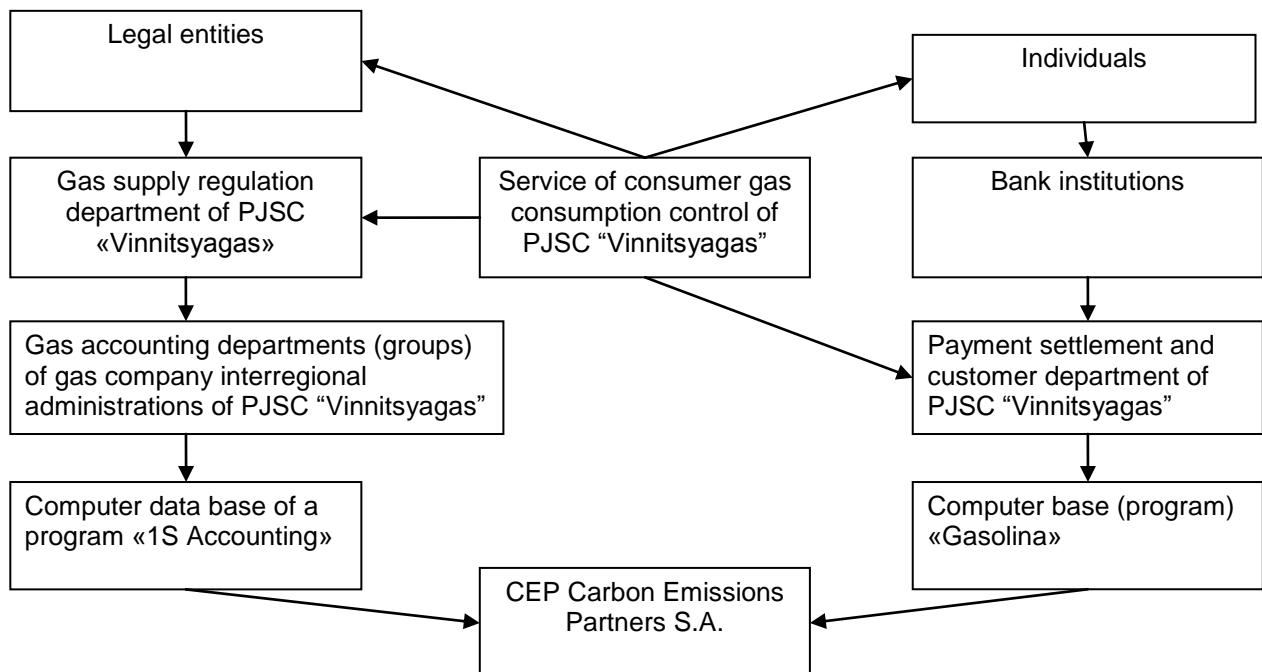 Legal entities
Individuals
Gas supply regulation
department of PJSC
«Vinnitsyagas»
Service of consumer gas
consumption control of
PJSC “Vinnitsyagas”
Bank institutions
Gas accounting departments (groups)
of gas company interregional
administrations of PJSC “Vinnitsyagas”
Payment settlement and
customer department of
PJSC “Vinnitsyagas”
Computer data base of a
program «1S Accounting»
Computer base (program)
«Gasolina»
CEP Carbon Emissions
Partners S.A.